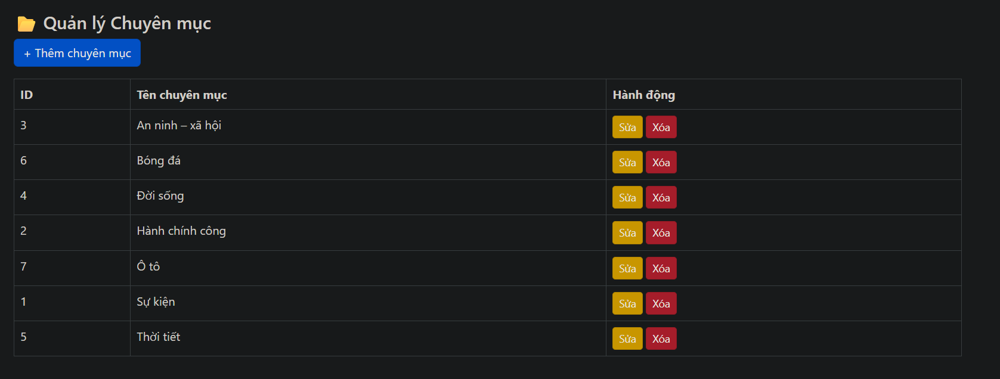 Quản lý Chuyên mục
+ Thêm chuyên mục
ID Tên chuyên mục Hành động
3 An ninh – xã hội Sửa Xóa
6 Bóng đá Sửa Xóa
4 Đời sống Sửa Xóa
2 Hành chính công Sửa Xóa
7 Ô tô Sửa Xóa
1 Sự kiện Sửa Xóa
5 Thời tiết Sửa Xóa